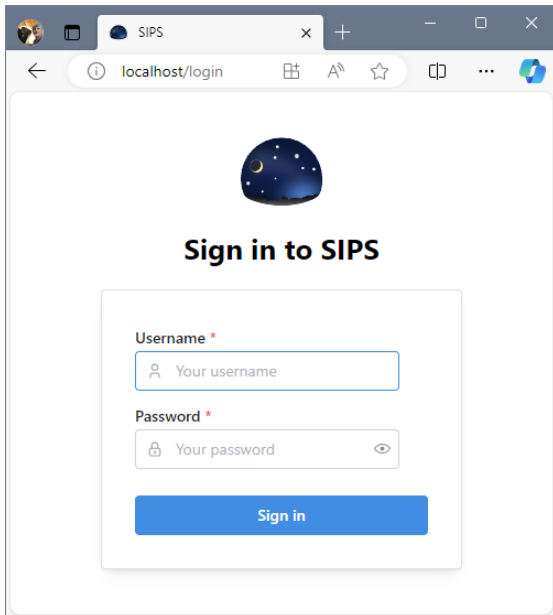 SIPS
localhost/login
Sign in to SIPS
Username *
Your username
Password *
Your password
Sign in